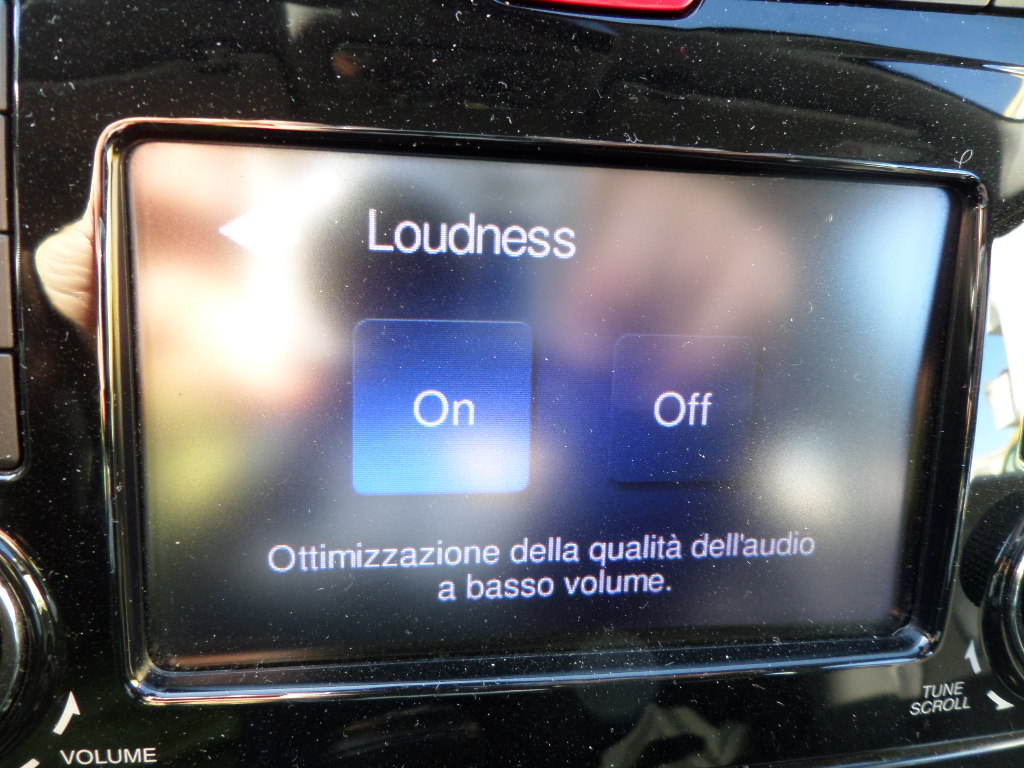 Loudness
On
Off
Ottimizzazione della qualità dell'audio
a basso volume.
VOLUME
TUNE
SCROLL